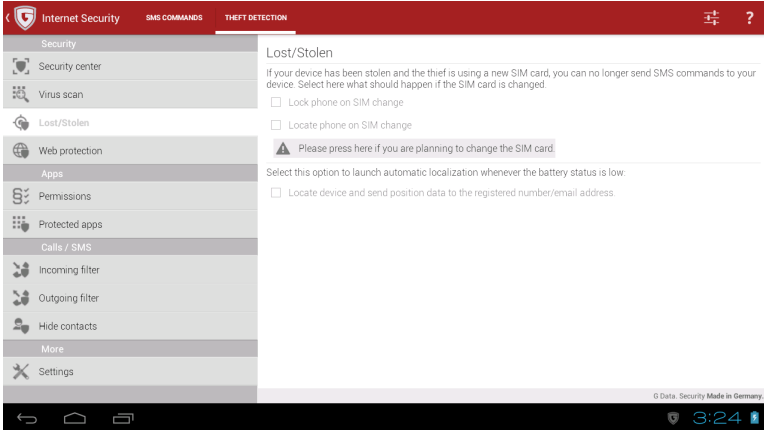 Internet Security
SMS COMMANDS
THEFT DETECTION
?
Security
Security center
Virus scan
Lost/Stolen
Web protection
Apps
Permissions
Protected apps
Calls / SMS
Incoming filter
Outgoing filter
Hide contacts
More
Settings
Lost/Stolen
If your device has been stolen and the thief is using a new SIM card, you can no longer send SMS commands to your
device. Select here what should happen if the SIM card is changed.
Lock phone on SIM change
Locate phone on SIM change
Please press here if you are planning to change the SIM card.
Select this option to launch automatic localization whenever the battery status is low:
Locate device and send position data to the registered number/email address.
G Data. Security Made in Germany.
3:24